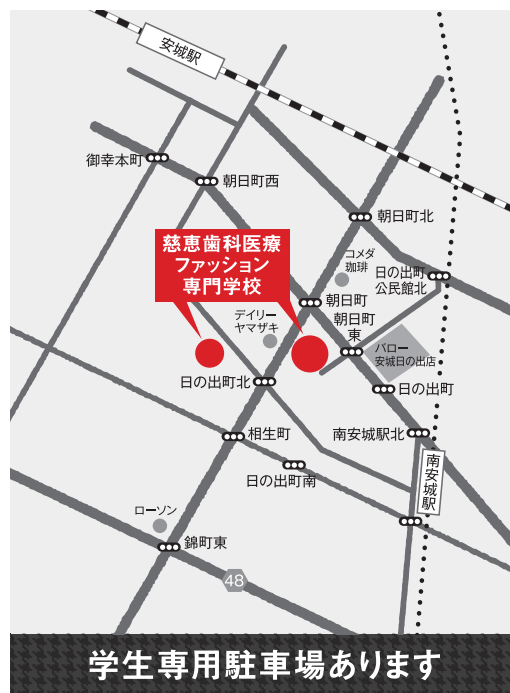 安城駅
御幸本町
朝日町西
朝日町北
慈恵歯科医療
ファッション
専門学校
コメダ
珈琲
日の出町
公民館北
朝日町
デイリー
ヤマザキ
朝日町
東
バロー
安城日の出店
日の出町北
日の出町
相生町
南安城駅北
日の出町南
南安城駅
ローソン
錦町東
48
学生専用駐車場あります